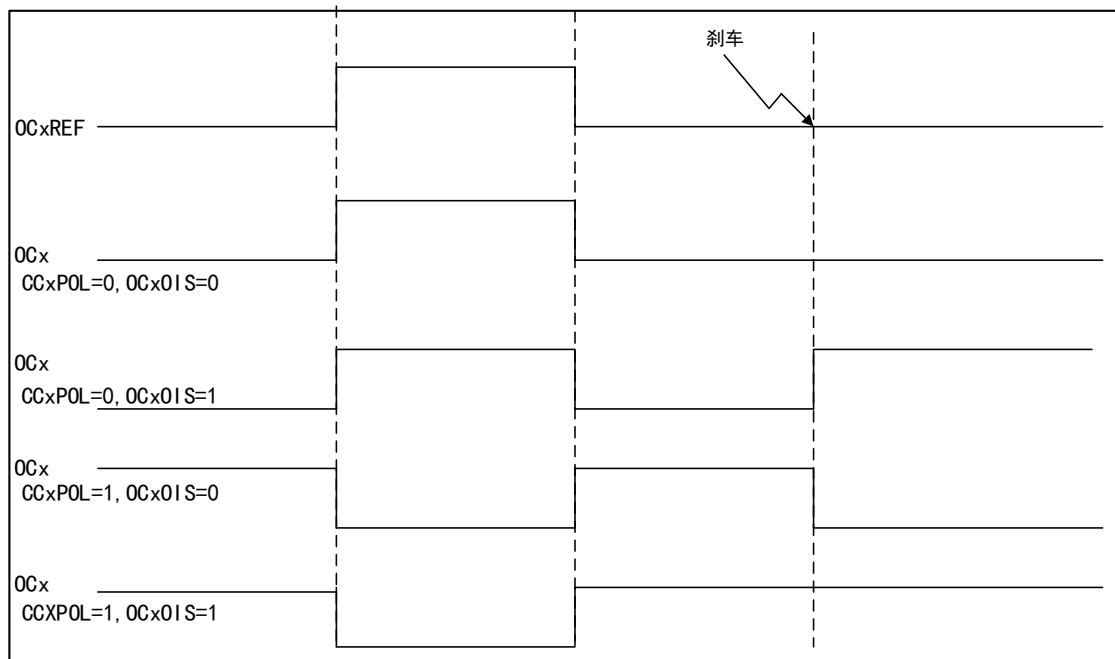 刹车
OCxREF
OCx
CCxPOL=0,OCxOIS=0
OCx
CCxPOL=0,OCxOIS=1
OCx
CCxPOL=1,OCxOIS=0
OCx
CCXPOL=1,OCxOIS=1